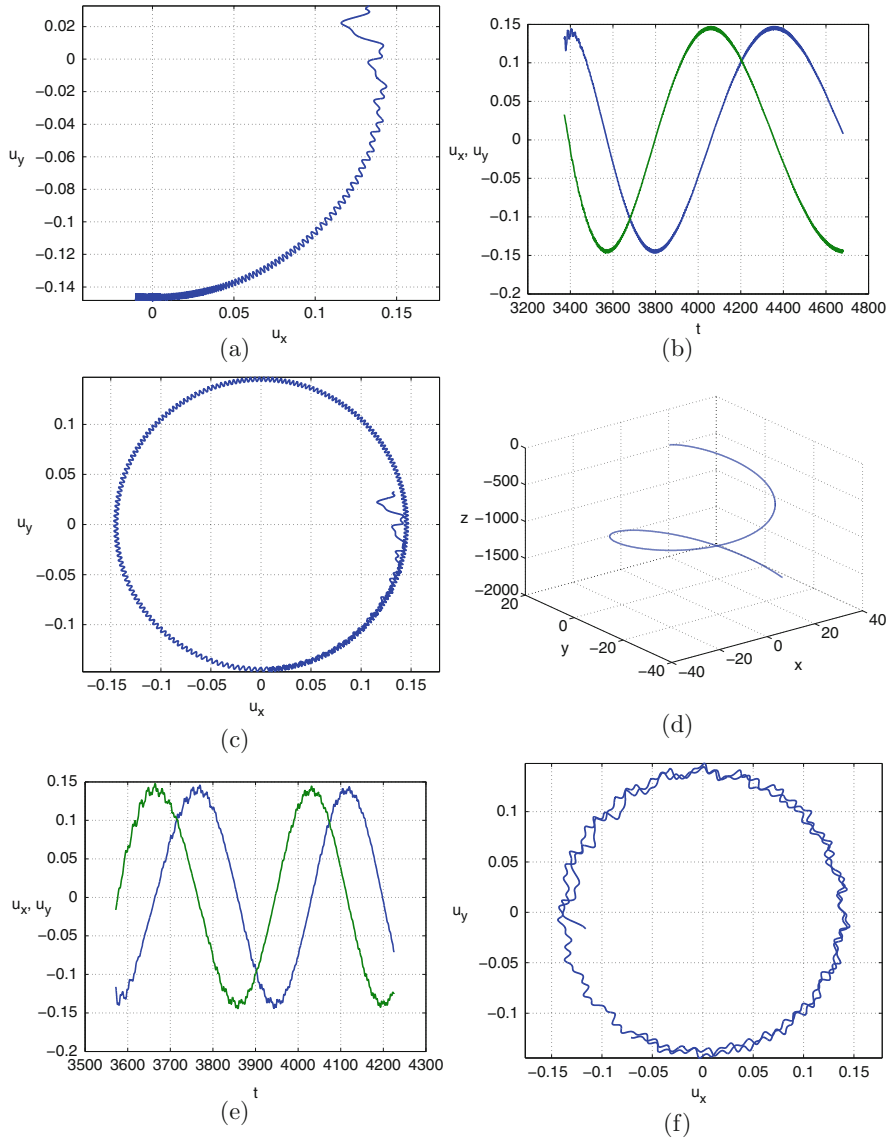 0.02
0
−0.02
−0.04
−0.06
−0.08
−0.1
−0.12
−0.14
u_y
0 0.05 0.1 0.15
u_x
(a)
0.15
0.1
0.05
0
−0.05
−0.1
−0.15
−0.2
u_x, u_y
3200 3400 3600 3800 4000 4200 4400 4600 4800
t
(b)
0.1
0.05
0
−0.05
−0.1
u_y
−0.15 −0.1 −0.05 0 0.05 0.1 0.15
u_x
(c)
0
−500
−1000
−1500
−2000
z
20
0
−20
−40
y
−40
−20
0
20
40
x
(d)
0.15
0.1
0.05
0
−0.05
−0.1
−0.15
−0.2
u_x, u_y
3500 3600 3700 3800 3900 4000 4100 4200 4300
t
(e)
0.1
0.05
0
−0.05
−0.1
u_y
−0.15 −0.1 −0.05 0 0.05 0.1 0.15
u_x
(f)